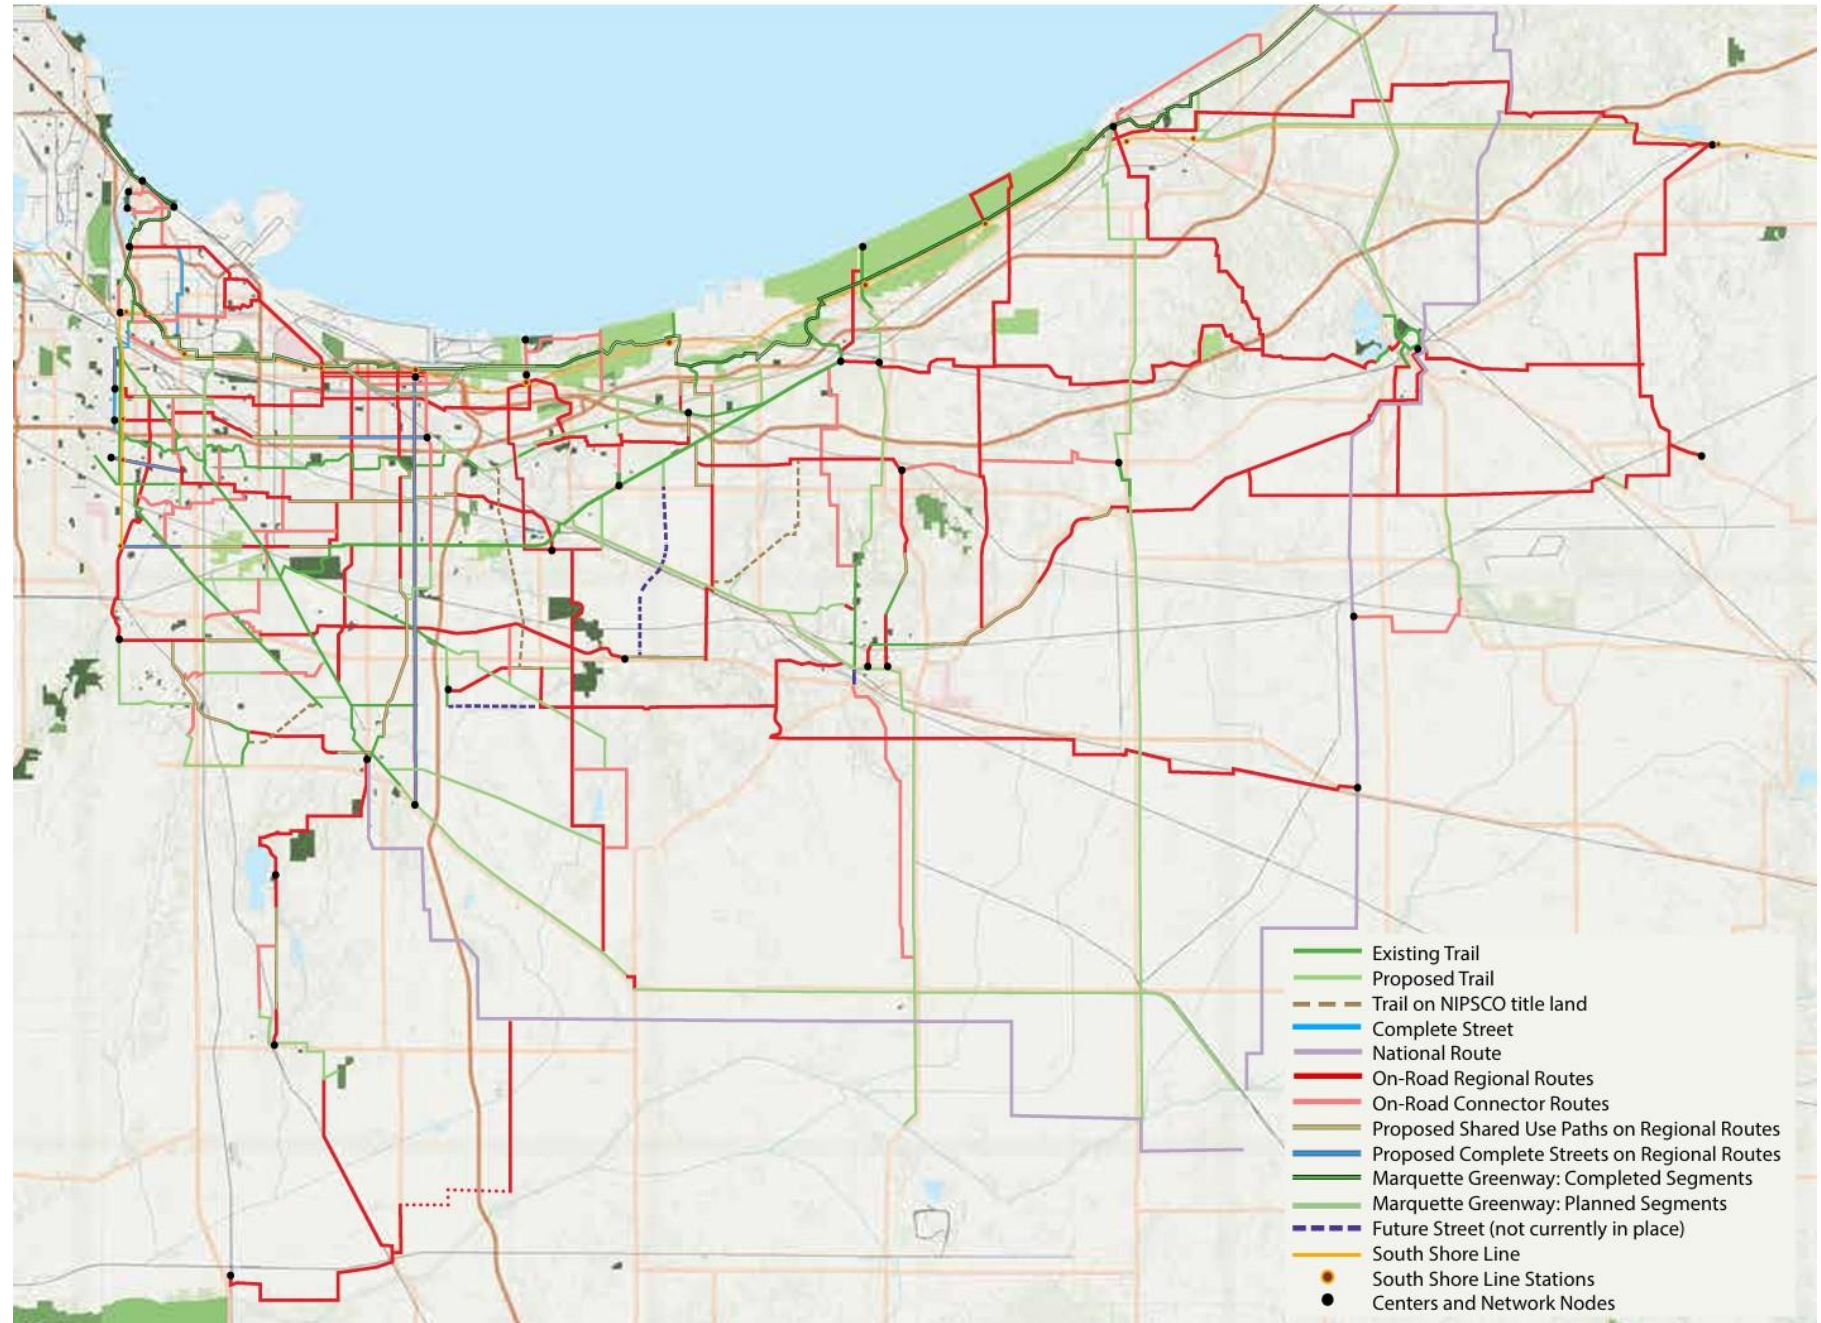 Existing Trail
Proposed Trail
Trail on NIPSCO title land
Complete Street
National Route
On-Road Regional Routes
On-Road Connector Routes
Proposed Shared Use Paths on Regional Routes
Proposed Complete Streets on Regional Routes
Marquette Greenway: Completed Segments
Marquette Greenway: Planned Segments
Future Street (not currently in place)
South Shore Line
South Shore Line Stations
Centers and Network Nodes